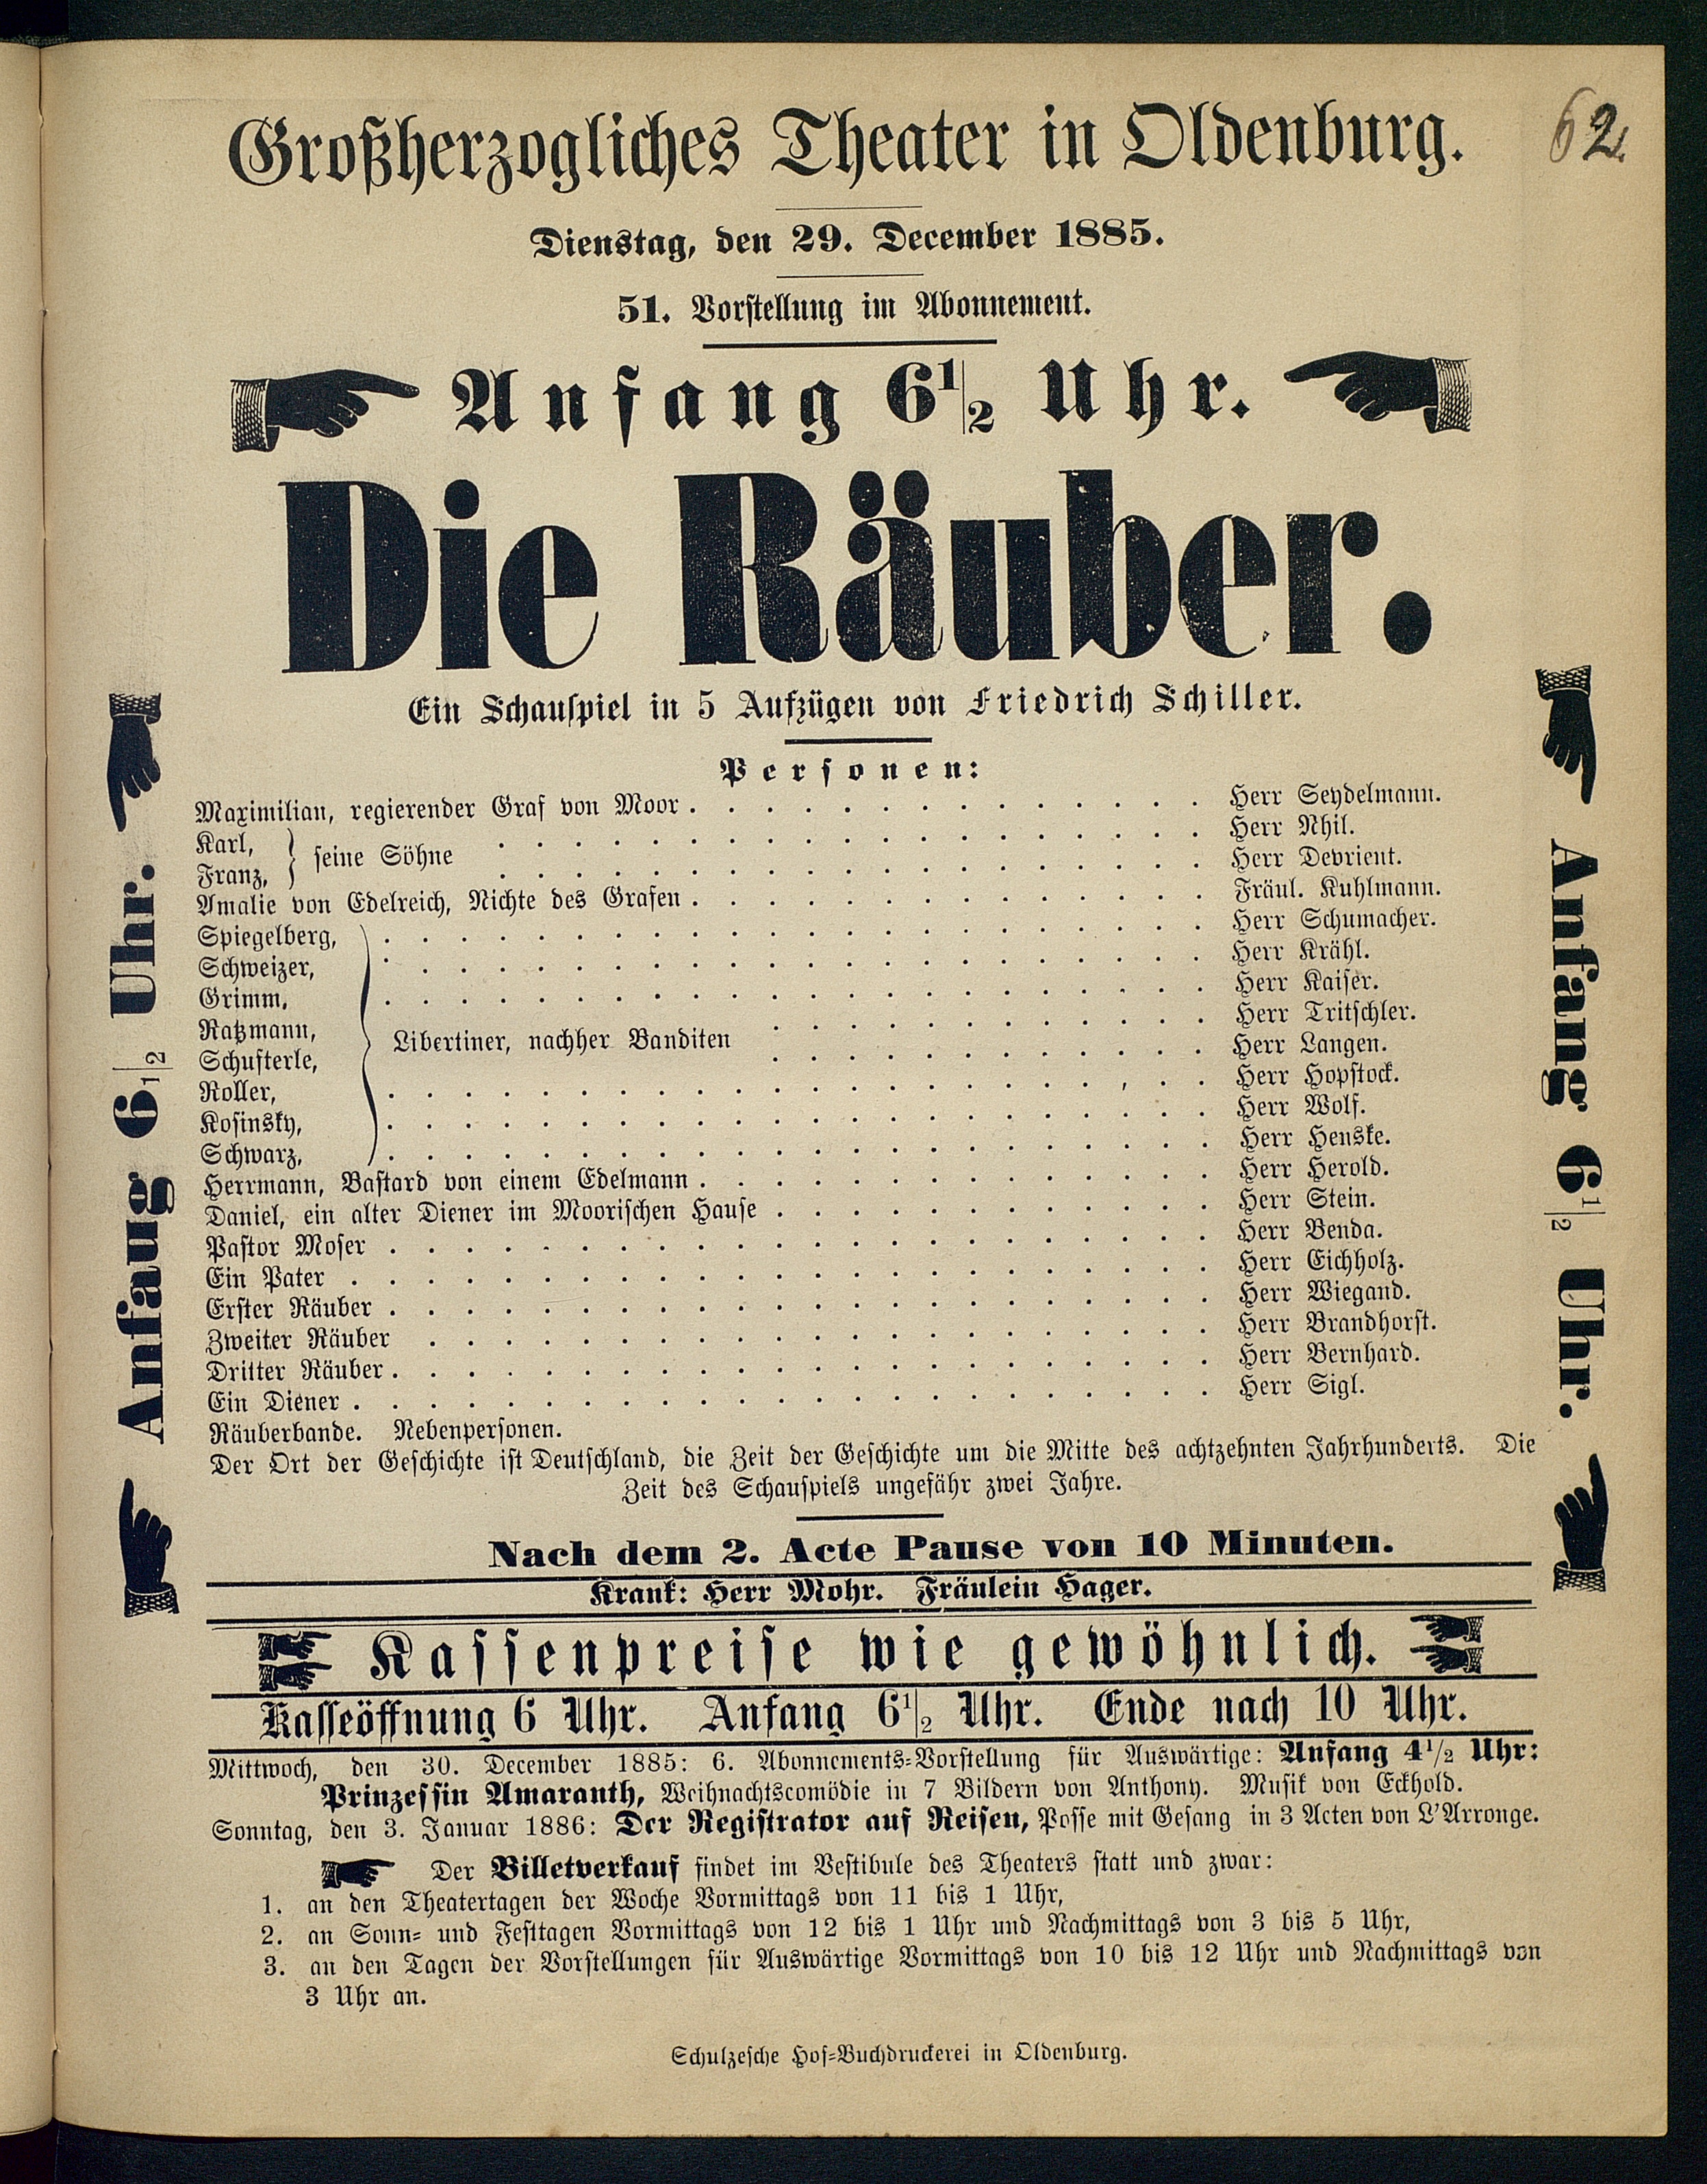 62.
Großherzogliches Theater in Oldenburg.
Dienstag, den 29. December 1885.
51. Vorstellung im Abonnement.
Anfang 6 1/2 Uhr.
Die Räuber.
Ein Schauspiel in 5 Aufzügen von Friedrich Schiller.
Personen:
Maximilian, regierender Graf von Moor . . . . . . . . . . . . . . Herr Seydelmann.
Karl, } seine Söhne . . . . . . . . . . . . . . . . . . . Herr Nhil.
Franz, } . . . . . . . . . . . . . . . . . . . Herr Devrient.
Amalie von Edelreich, Nichte des Grafen . . . . . . . . . . . . . . Fräul. Kuhlmann.
Spiegelberg, . . . . . . . . . . . . . . . . . . . . . . Herr Schumacher.
Schweizer, . . . . . . . . . . . . . . . . . . . . . . Herr Krähl.
Grimm, . . . . . . . . . . . . . . . . . . . . . . Herr Kaiser.
Ratzmann, . . . . . . . . . . . . Herr Tritschler.
Libertiner, nachher Banditen
Schufterle, . . . . . . . . . . . . Herr Langen.
Roller, . . . . . . . . . . . . . . . . . . . . . . Herr Hopstock.
Kosinsky, . . . . . . . . . . . . . . . . . . . . . . Herr Wolf.
Schwarz, . . . . . . . . . . . . . . . . . . . . . . Herr Henske.
Herrmann, Bastard von einem Edelmann . . . . . . . . . . . . . . Herr Herold.
Daniel, ein alter Diener im Moorischen Hause . . . . . . . . . . . . Herr Stein.
Pastor Moser . . . . . . . . . . . . . . . . . . . . . . Herr Benda.
Ein Pater . . . . . . . . . . . . . . . . . . . . . . . Herr Eichholz.
Erster Räuber . . . . . . . . . . . . . . . . . . . . . . Herr Wiegand.
Zweiter Räuber . . . . . . . . . . . . . . . . . . . . . Herr Brandhorst.
Dritter Räuber . . . . . . . . . . . . . . . . . . . . . . Herr Bernhard.
Ein Diener . . . . . . . . . . . . . . . . . . . . . . . Herr Sigl.
Räuberbande. Nebenpersonen.
Der Ort der Geschichte ist Deutschland, die Zeit der Geschichte um die Mitte des achtzehnten Jahrhunderts. Die
Zeit des Schauspiels ungefähr zwei Jahre.
Anfaug 6 1/2 Uhr.
Anfang 6 1/2 Uhr.
Nach dem 2. Acte Pause von 10 Minuten.
Krank: Herr Mohr. Fräulein Hager.
Kassenpreise wie gewöhnlich.
Kasseöffnung 6 Uhr. Anfang 6 1/2 Uhr. Ende nach 10 Uhr.
Mittwoch, den 30. December 1885: 6. Abonnements-Vorstellung für Auswärtige: Anfang 4 1/2 Uhr:
Prinzessin Amaranth, Weihnachtscomödie in 7 Bildern von Anthony. Musik von Eckhold.
Sonntag, den 3. Januar 1886: Der Registrator auf Reisen, Posse mit Gesang in 3 Acten von L'Arronge.
Der Billetverkauf findet im Vestibule des Theaters statt und zwar:
1. an den Theatertagen der Woche Vormittags von 11 bis 1 Uhr,
2. an Sonn- und Festtagen Vormittags von 12 bis 1 Uhr und Nachmittags von 3 bis 5 Uhr,
3. an den Tagen der Vorstellungen für Auswärtige Vormittags von 10 bis 12 Uhr und Nachmittags von
3 Uhr an.
Schulzesche Hof-Buchdruckerei in Oldenburg.